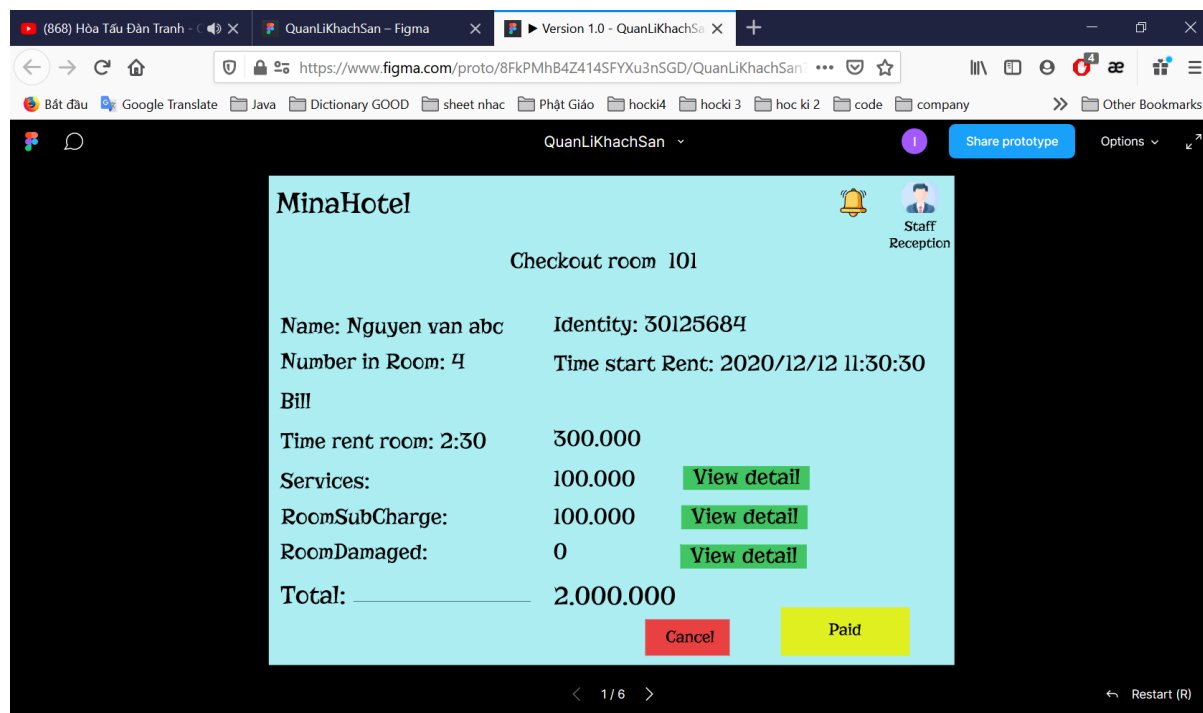 (868) Hòa Tấu Đàn Tranh -
QuanLiKhachSan – Figma
Version 1.0 - QuanLiKhachSa
https://www.figma.com/proto/8FkPMhB4Z414SFYXu3nSGD/QuanLiKhachSan?
4
æ
Bắt đầu
Google Translate
Java
Dictionary GOOD
sheet nhac
Phật Giáo
hocki4
hocki 3
hoc ki 2
code
company
Other Bookmarks
QuanLiKhachSan
I
Share prototype
Options
MinaHotel
Staff
Reception
Checkout room 101
Name: Nguyen van abc
Identity: 30125684
Number in Room: 4
Time start Rent: 2020/12/12 11:30:30
Bill
Time rent room: 2:30 300.000
Services: 100.000 View detail
RoomSubCharge: 100.000 View detail
RoomDamaged: 0 View detail
Total: 2.000.000
Cancel
Paid
1 / 6
Restart (R)